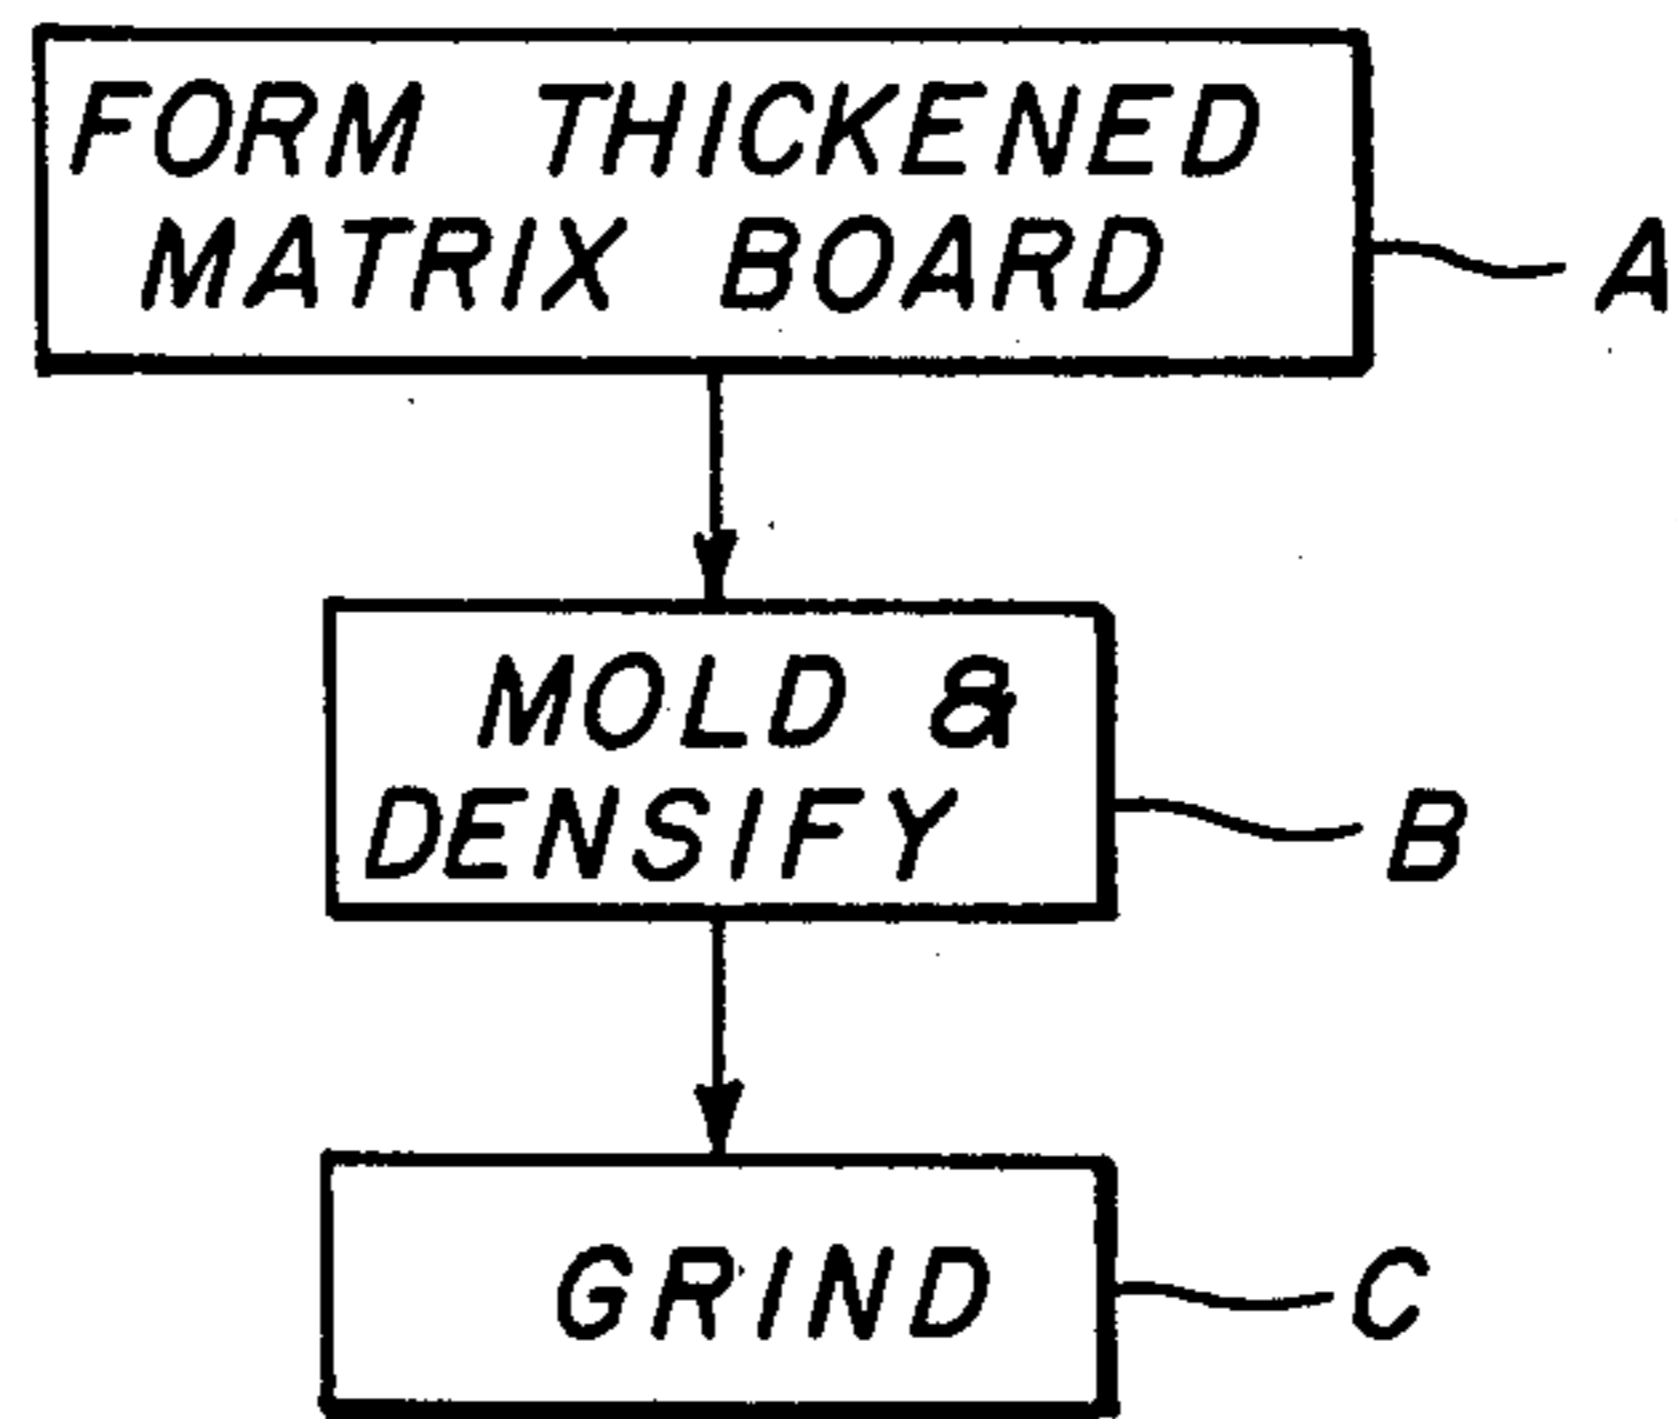 FORM THICKENED
MATRIX BOARD
A
MOLD &
DENSIFY
B
GRIND
C